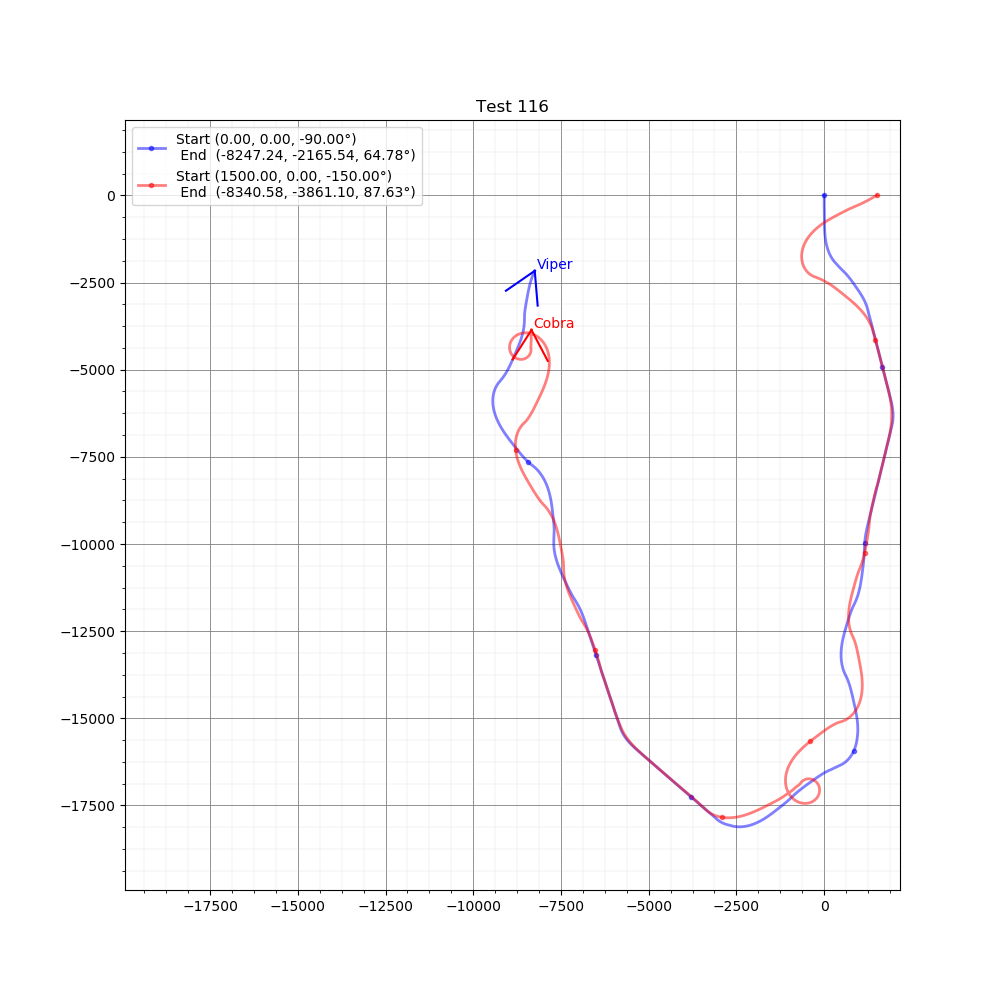 Test 116
Start (0.00, 0.00, -90.00°)
End (-8247.24, -2165.54, 64.78°)
Start (1500.00, 0.00, -150.00°)
End (-8340.58, -3861.10, 87.63°)
0
Viper
−2500
Cobra
−5000
−7500
−10000
−12500
−15000
−17500
−17500 −15000 −12500 −10000 −7500 −5000 −2500 0